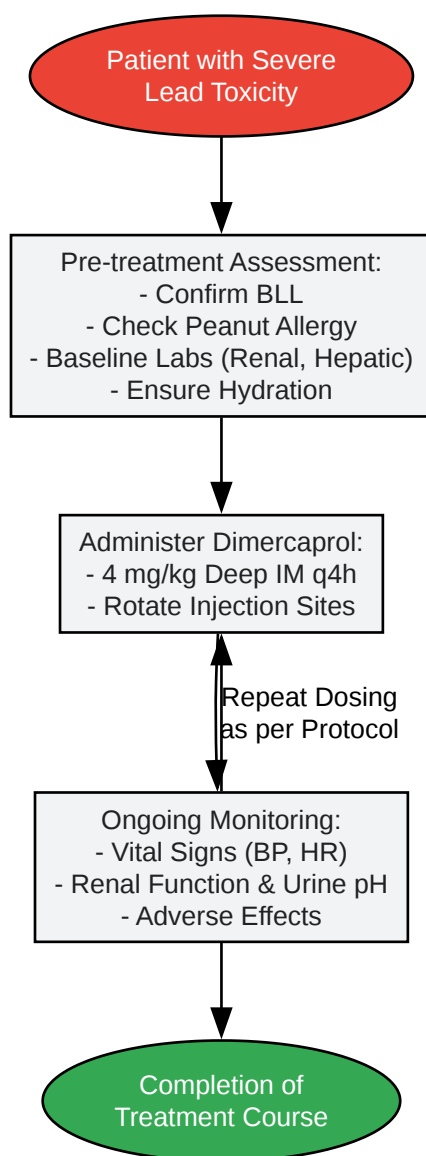 Patient with Severe
Lead Toxicity
Pre-treatment Assessment:
- Confirm BLL
- Check Peanut Allergy
- Baseline Labs (Renal, Hepatic)
- Ensure Hydration
Administer Dimercaprol:
- 4 mg/kg Deep IM q4h
- Rotate Injection Sites
Repeat Dosing
as per Protocol
Ongoing Monitoring:
- Vital Signs (BP, HR)
- Renal Function & Urine pH
- Adverse Effects
Completion of
Treatment Course